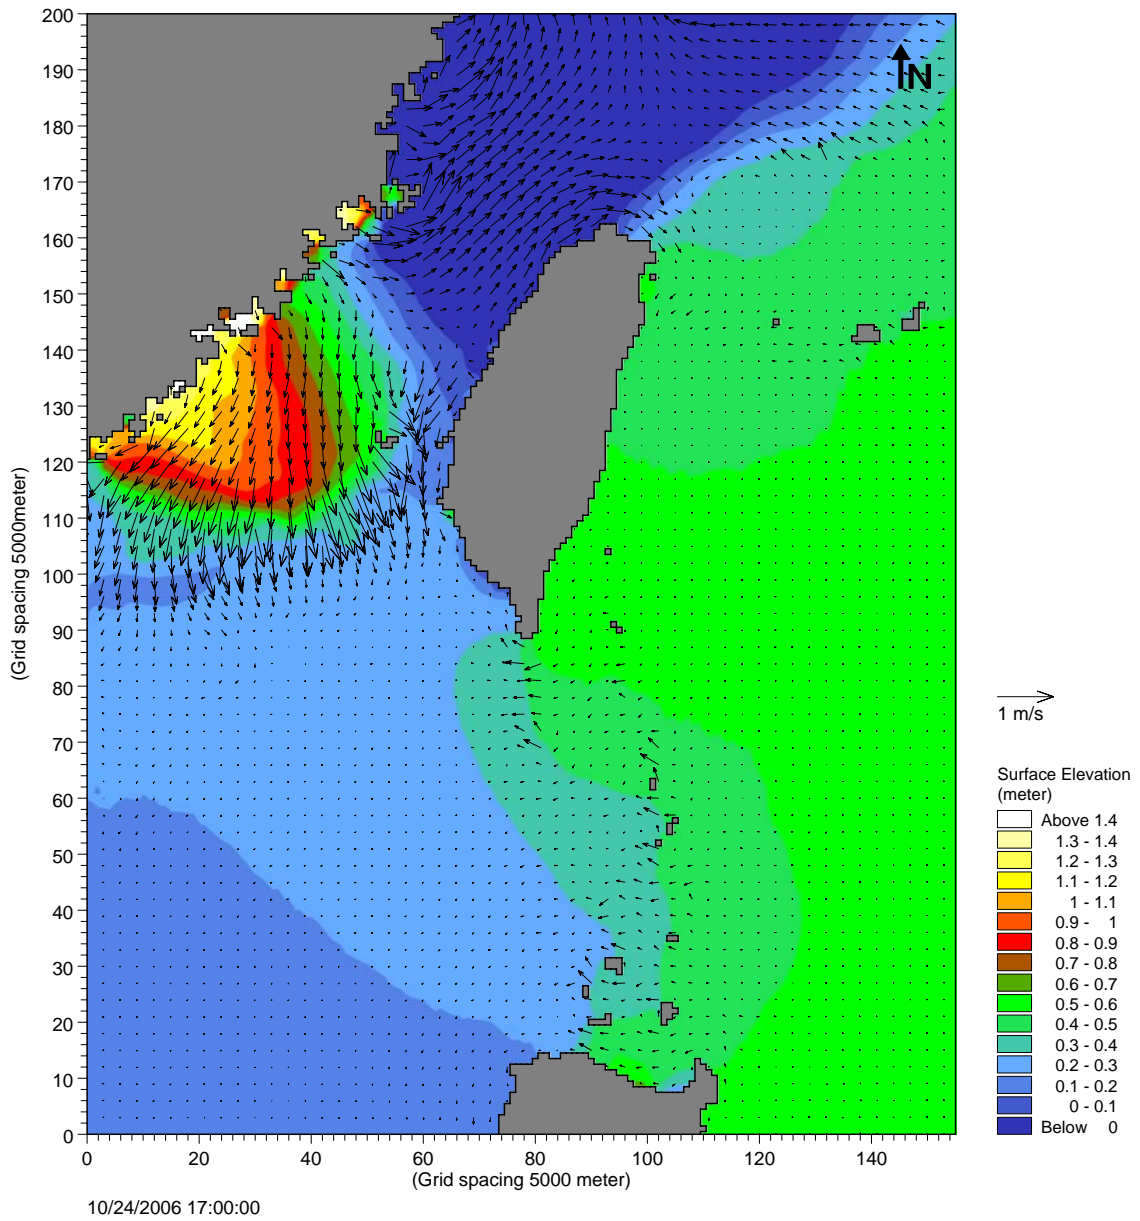 200
190
180
170
160
150
140
130
120
110
100
90
80
70
60
50
40
30
20
10
0
(Grid spacing 5000meter)
N
0 20 40 60 80 100 120 140
(Grid spacing 5000 meter)
10/24/2006 17:00:00
1 m/s
Surface Elevation
(meter)
Above 1.4
1.3 - 1.4
1.2 - 1.3
1.1 - 1.2
1 - 1.1
0.9 - 1
0.8 - 0.9
0.7 - 0.8
0.6 - 0.7
0.5 - 0.6
0.4 - 0.5
0.3 - 0.4
0.2 - 0.3
0.1 - 0.2
0 - 0.1
Below 0